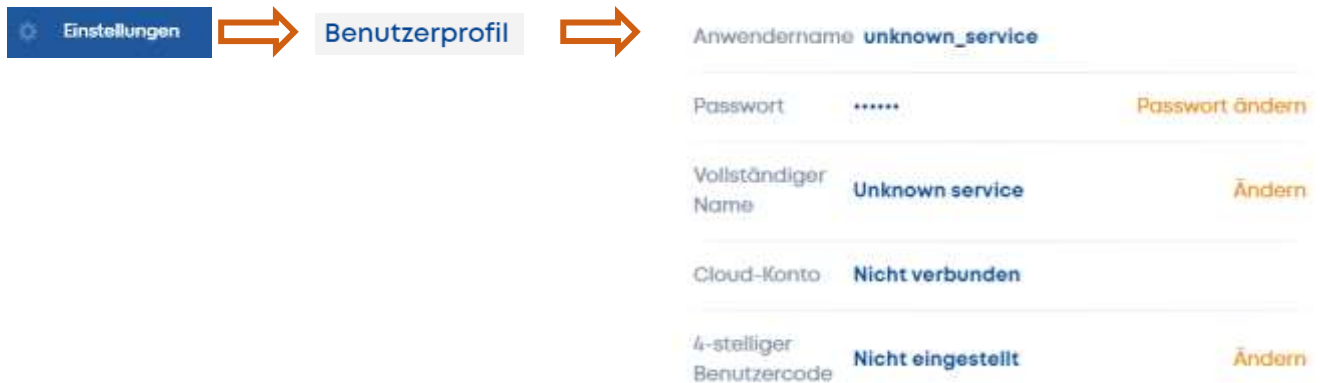 Einstellungen
Benutzerprofil
Anwendername unknown_service
Passwort •••••• Passwort ändern
Vollständiger
Name
Unknown service Ändern
Cloud-Konto Nicht verbunden
4-stelliger
Benutzercode
Nicht eingestellt Ändern